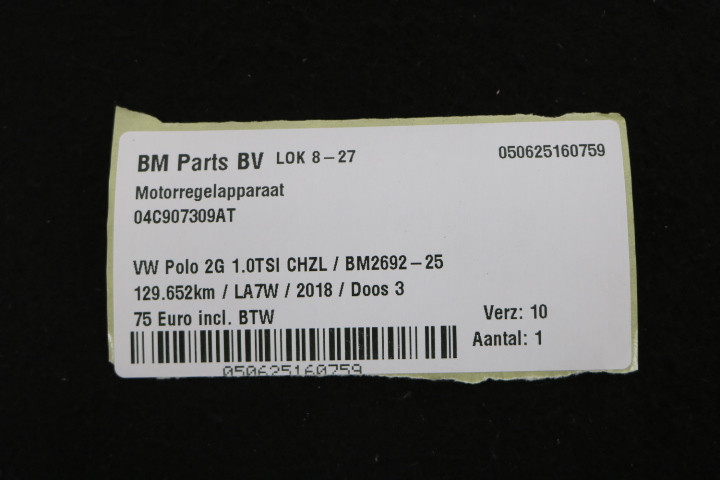 BM Parts BV LOK 8-27 050625160759
Motorregelapparaat
04C907309AT
VW Polo 2G 1.0TSI CHZL / BM2692-25
129.652km / LA7W / 2018 / Doos 3
75 Euro incl. BTW Verz: 10
Aantal: 1
050625160759